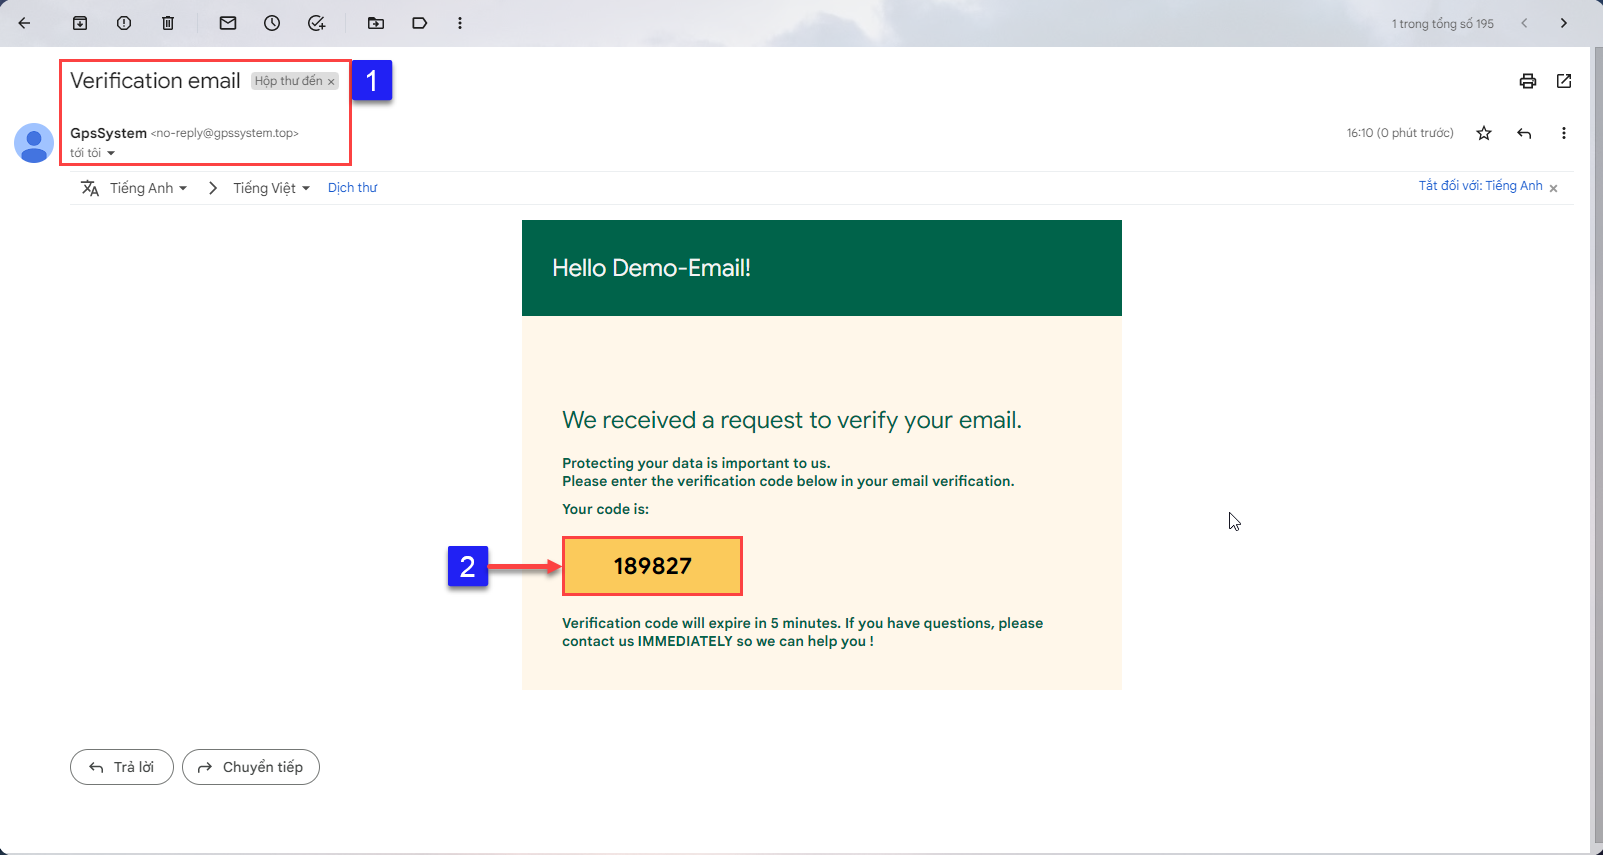 1 trong tổng số 195
Verification email Hộp thư đến ×
1
GpsSystem <no-reply@gpssystem.top>
16:10 (0 phút trước)
tới tôi
Tiếng Anh > Tiếng Việt Dịch thư
Tắt đối với: Tiếng Anh ×
Hello Demo-Email!
We received a request to verify your email.
Protecting your data is important to us.
Please enter the verification code below in your email verification.
Your code is:
2
189827
Verification code will expire in 5 minutes. If you have questions, please
contact us IMMEDIATELY so we can help you !
Trả lời
Chuyển tiếp